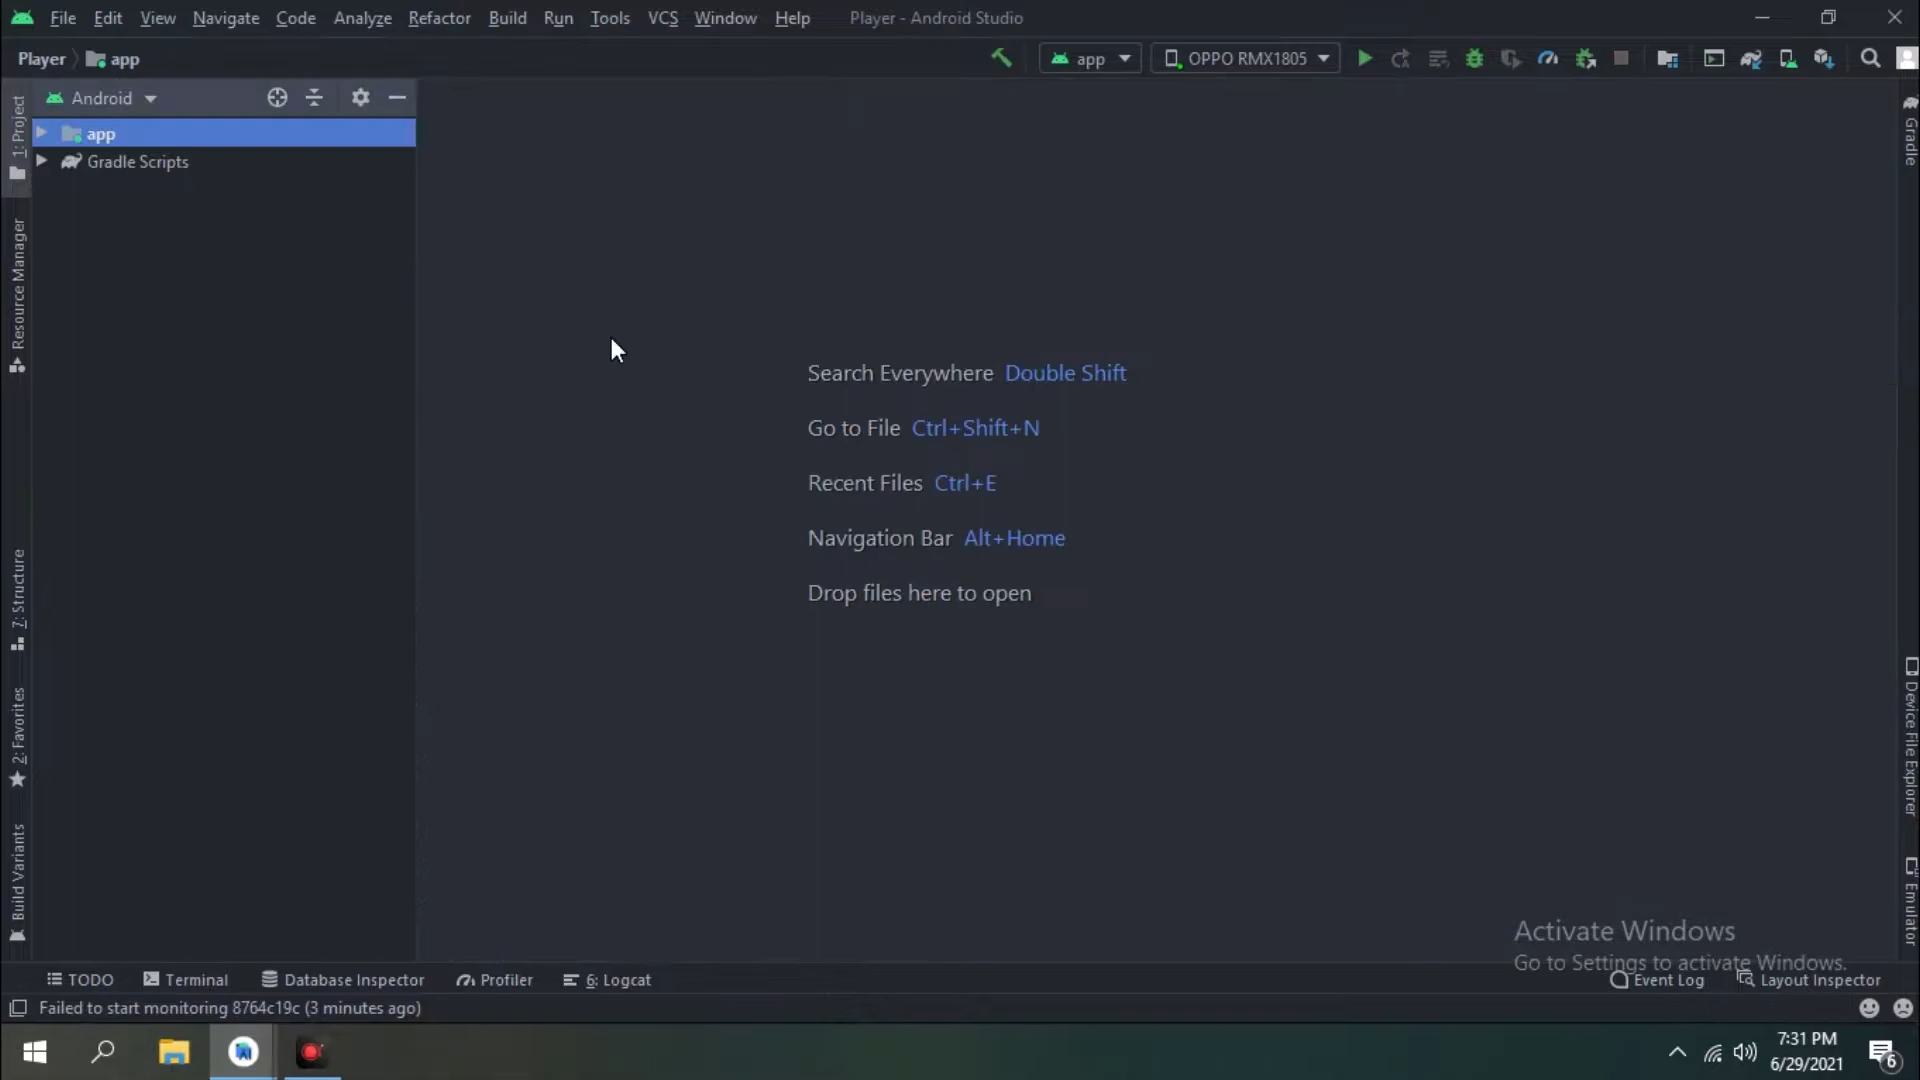 File Edit View Navigate Code Analyze Refactor Build Run Tools VCS Window Help Player - Android Studio
Player app
app OPPO RMX1805
Android
app
Gradle Scripts
1: Project
Resource Manager
7: Structure
2: Favorites
Build Variants
Search Everywhere Double Shift
Go to File Ctrl+Shift+N
Recent Files Ctrl+E
Navigation Bar Alt+Home
Drop files here to open
Gradle
Device File Explorer
Emulator
Activate Windows
Go to Settings to activate Windows.
TODO Terminal Database Inspector Profiler 6: Logcat Event Log Layout Inspector
Failed to start monitoring 8764c19c (3 minutes ago)
7:31 PM
6/29/2021
6